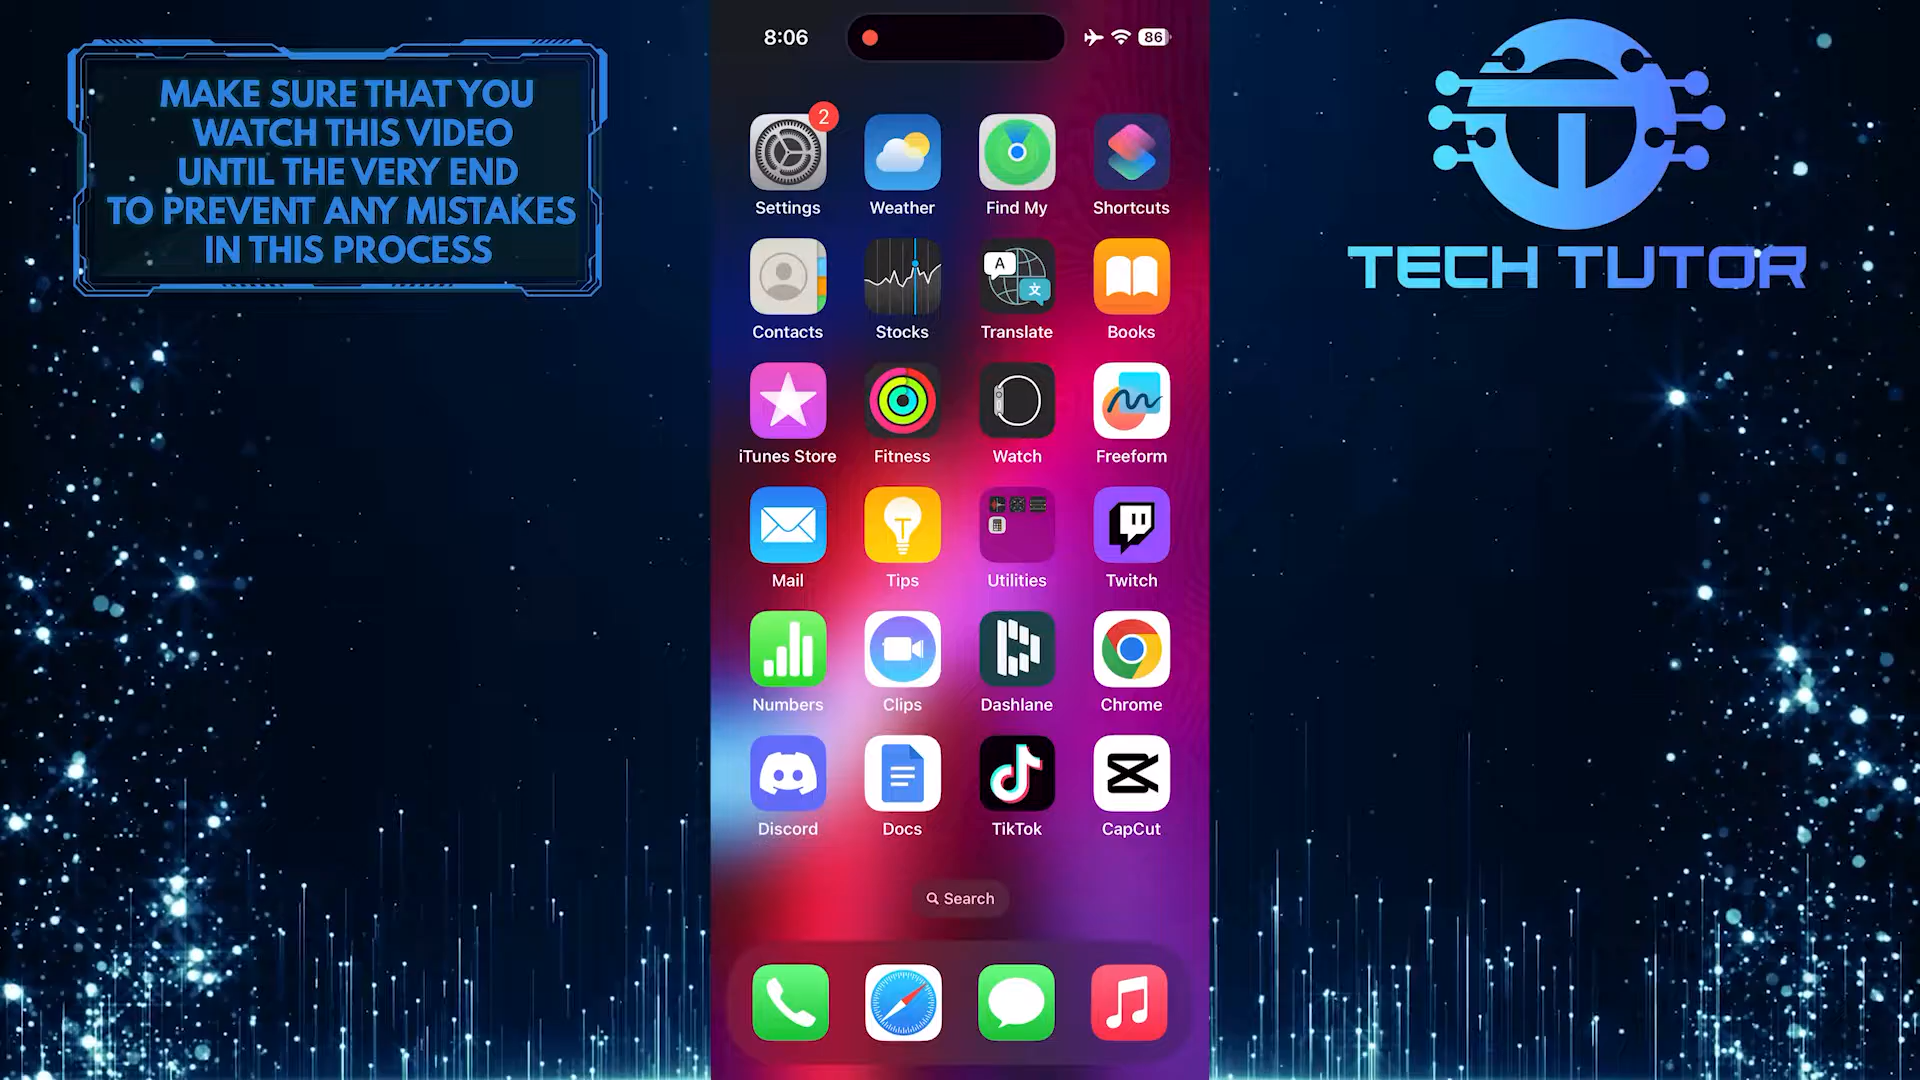 MAKE SURE THAT YOU
WATCH THIS VIDEO
UNTIL THE VERY END
TO PREVENT ANY MISTAKES
IN THIS PROCESS
8:06
86
TECH TUTOR
2
Settings
Weather
Find My
Shortcuts
A
文
Contacts
Stocks
Translate
Books
iTunes Store
Fitness
Watch
Freeform
Mail
Tips
Utilities
Twitch
Numbers
Clips
Dashlane
Chrome
Discord
Docs
TikTok
CapCut
Search